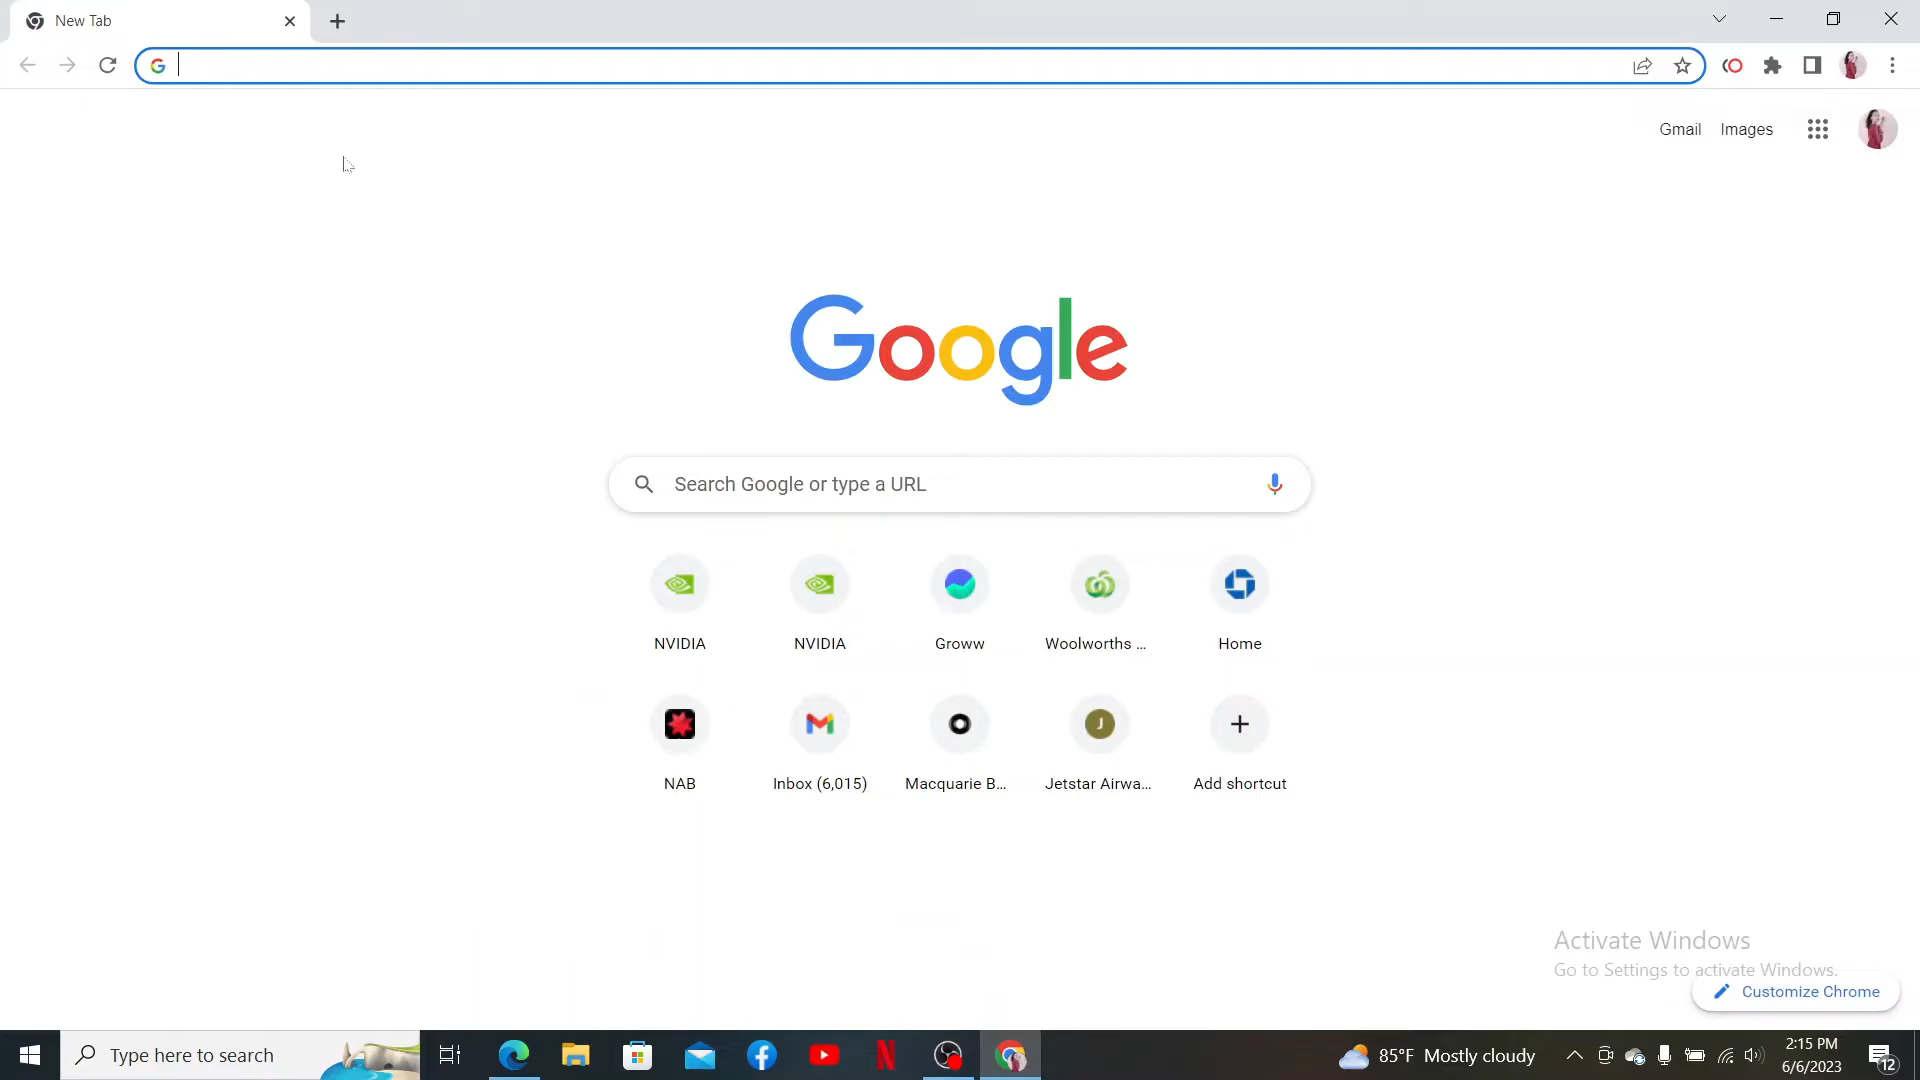 New Tab
Gmail Images
Google
Search Google or type a URL
NVIDIA NVIDIA Groww Woolworths ... Home
J
NAB Inbox (6,015) Macquarie B... Jetstar Airwa... Add shortcut
Activate Windows
Go to Settings to activate Windows.
Customize Chrome
Type here to search
85°F Mostly cloudy
2:15 PM
6/6/2023
12